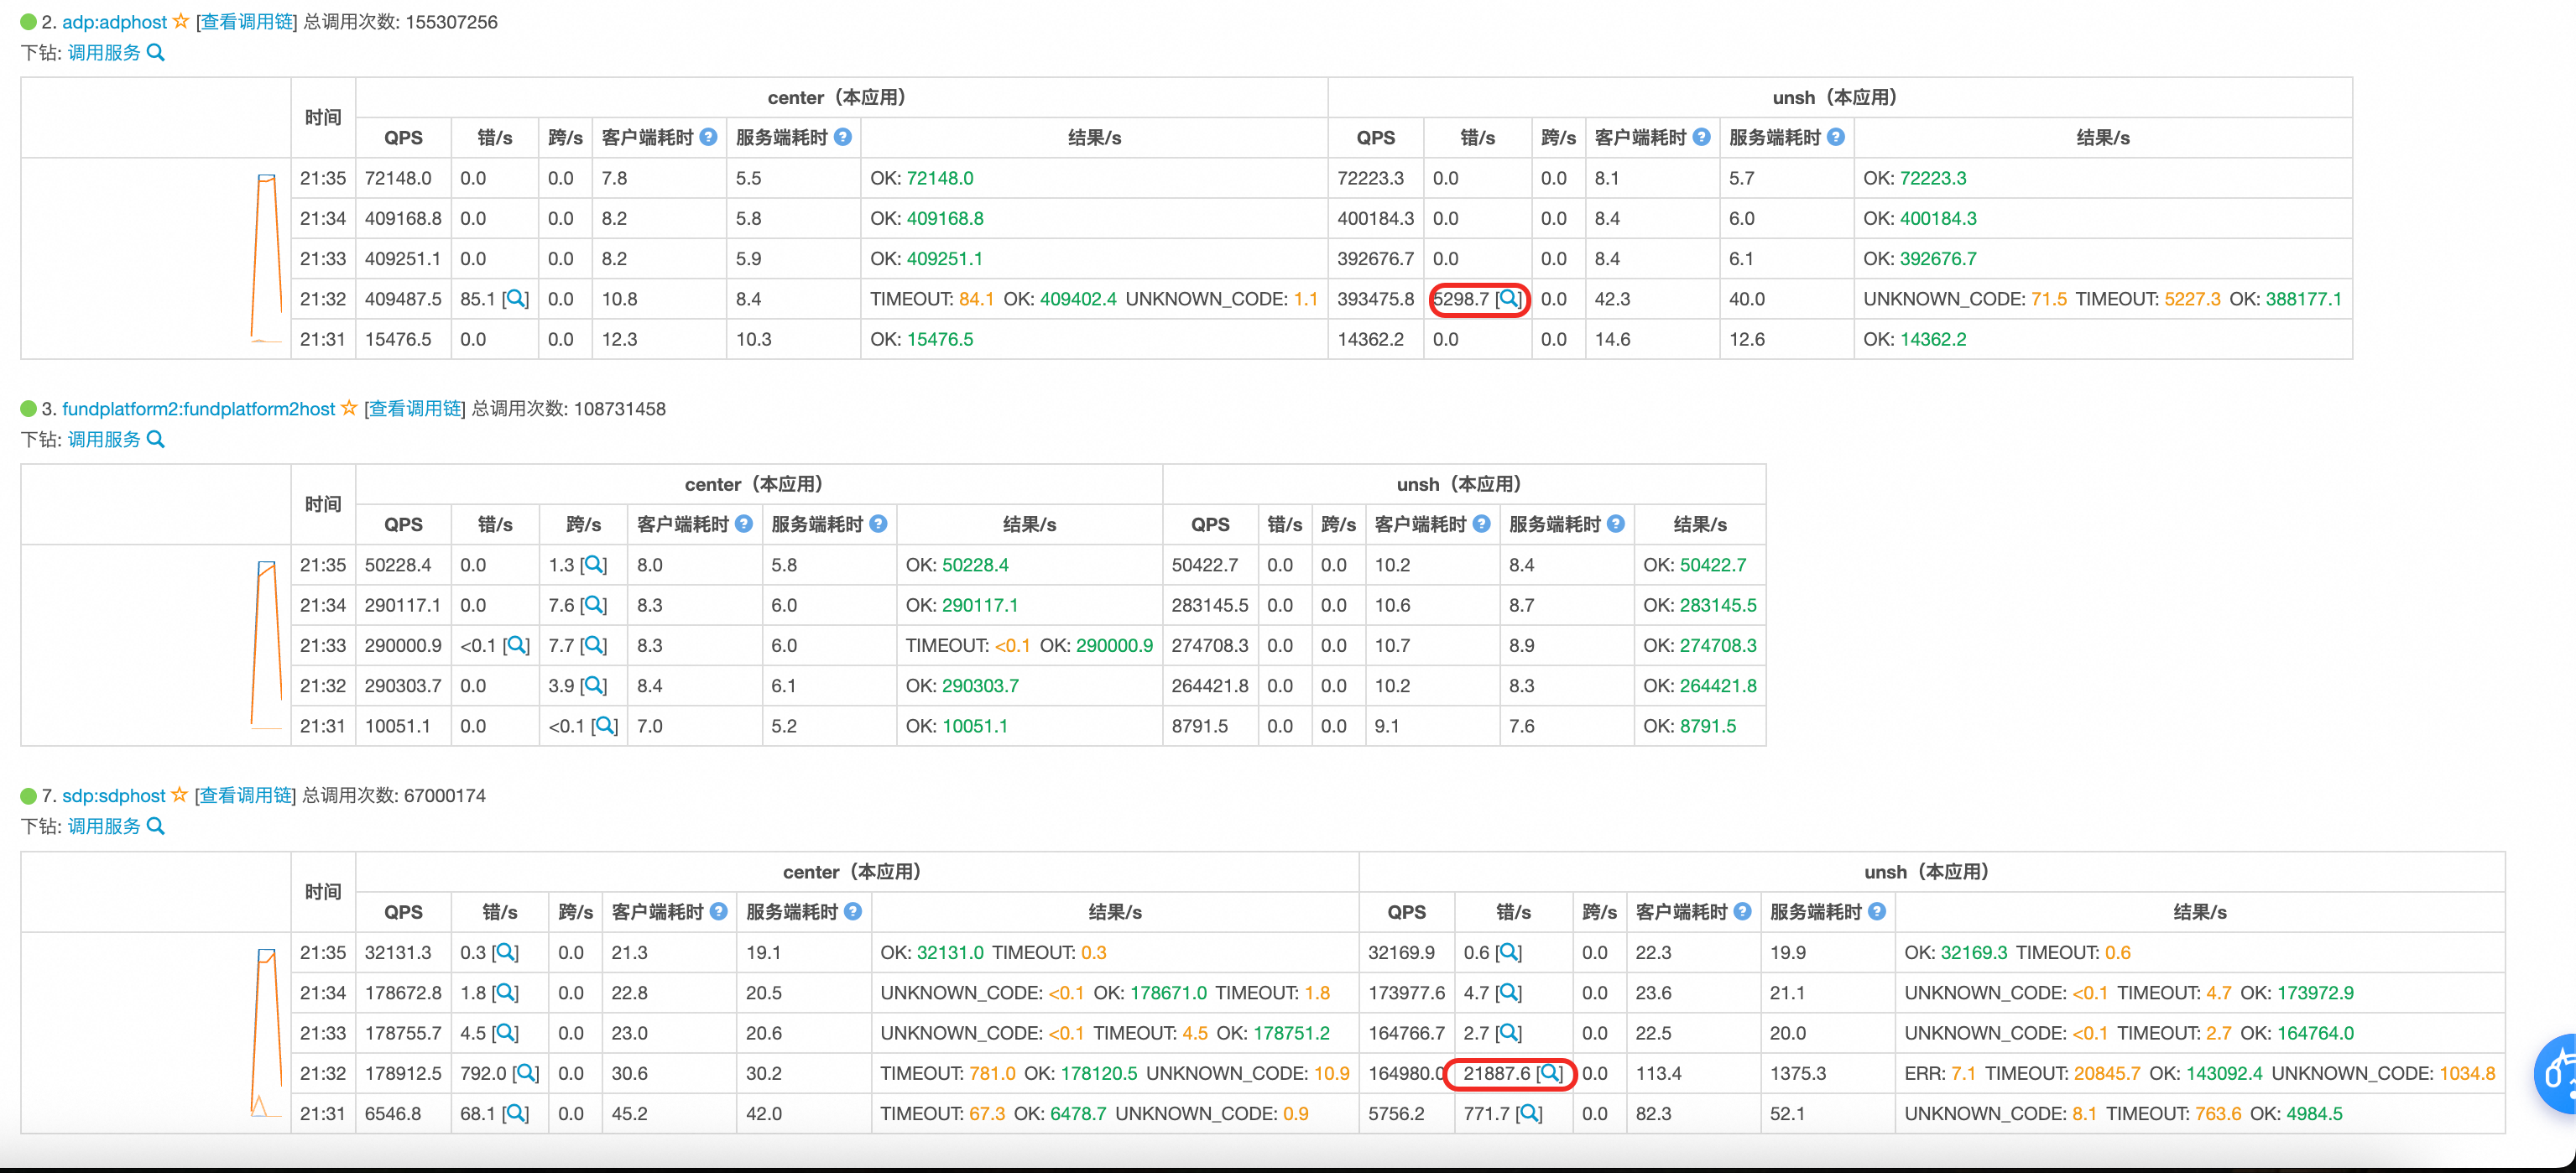 2. adp:adphost [查看调用链] 总调用次数: 155307256
下钻: 调用服务
时间 center（本应用） unsh（本应用）
QPS 错/s 跨/s 客户端耗时 服务端耗时 结果/s QPS 错/s 跨/s 客户端耗时 服务端耗时 结果/s
21:35 72148.0 0.0 0.0 7.8 5.5 OK: 72148.0 72223.3 0.0 0.0 8.1 5.7 OK: 72223.3
21:34 409168.8 0.0 0.0 8.2 5.8 OK: 409168.8 400184.3 0.0 0.0 8.4 6.0 OK: 400184.3
21:33 409251.1 0.0 0.0 8.2 5.9 OK: 409251.1 392676.7 0.0 0.0 8.4 6.1 OK: 392676.7
21:32 409487.5 85.1 [] 0.0 10.8 8.4 TIMEOUT: 84.1 OK: 409402.4 UNKNOWN_CODE: 1.1 393475.8 5298.7 [] 0.0 42.3 40.0 UNKNOWN_CODE: 71.5 TIMEOUT: 5227.3 OK: 388177.1
21:31 15476.5 0.0 0.0 12.3 10.3 OK: 15476.5 14362.2 0.0 0.0 14.6 12.6 OK: 14362.2
3. fundplatform2:fundplatform2host [查看调用链] 总调用次数: 108731458
下钻: 调用服务
时间 center（本应用） unsh（本应用）
QPS 错/s 跨/s 客户端耗时 服务端耗时 结果/s QPS 错/s 跨/s 客户端耗时 服务端耗时 结果/s
21:35 50228.4 0.0 1.3 [] 8.0 5.8 OK: 50228.4 50422.7 0.0 0.0 10.2 8.4 OK: 50422.7
21:34 290117.1 0.0 7.6 [] 8.3 6.0 OK: 290117.1 283145.5 0.0 0.0 10.6 8.7 OK: 283145.5
21:33 290000.9 <0.1 [] 7.7 [] 8.3 6.0 TIMEOUT: <0.1 OK: 290000.9 274708.3 0.0 0.0 10.7 8.9 OK: 274708.3
21:32 290303.7 0.0 3.9 [] 8.4 6.1 OK: 290303.7 264421.8 0.0 0.0 10.2 8.3 OK: 264421.8
21:31 10051.1 0.0 <0.1 [] 7.0 5.2 OK: 10051.1 8791.5 0.0 0.0 9.1 7.6 OK: 8791.5
7. sdp:sdphost [查看调用链] 总调用次数: 67000174
下钻: 调用服务
时间 center（本应用） unsh（本应用）
QPS 错/s 跨/s 客户端耗时 服务端耗时 结果/s QPS 错/s 跨/s 客户端耗时 服务端耗时 结果/s
21:35 32131.3 0.3 [] 0.0 21.3 19.1 OK: 32131.0 TIMEOUT: 0.3 32169.9 0.6 [] 0.0 22.3 19.9 OK: 32169.3 TIMEOUT: 0.6
21:34 178672.8 1.8 [] 0.0 22.8 20.5 UNKNOWN_CODE: <0.1 OK: 178671.0 TIMEOUT: 1.8 173977.6 4.7 [] 0.0 23.6 21.1 UNKNOWN_CODE: <0.1 TIMEOUT: 4.7 OK: 173972.9
21:33 178755.7 4.5 [] 0.0 23.0 20.6 UNKNOWN_CODE: <0.1 TIMEOUT: 4.5 OK: 178751.2 164766.7 2.7 [] 0.0 22.5 20.0 UNKNOWN_CODE: <0.1 TIMEOUT: 2.7 OK: 164764.0
21:32 178912.5 792.0 [] 0.0 30.6 30.2 TIMEOUT: 781.0 OK: 178120.5 UNKNOWN_CODE: 10.9 164980.0 21887.6 [] 0.0 113.4 1375.3 ERR: 7.1 TIMEOUT: 20845.7 OK: 143092.4 UNKNOWN_CODE: 1034.8
21:31 6546.8 68.1 [] 0.0 45.2 42.0 TIMEOUT: 67.3 OK: 6478.7 UNKNOWN_CODE: 0.9 5756.2 771.7 [] 0.0 82.3 52.1 UNKNOWN_CODE: 8.1 TIMEOUT: 763.6 OK: 4984.5